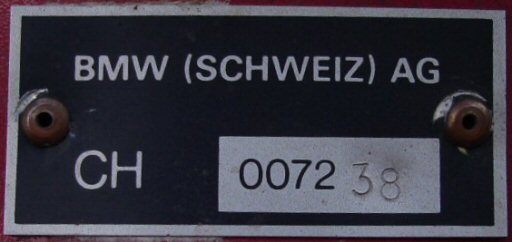 BMW (SCHWEIZ) AG
CH 0072 38